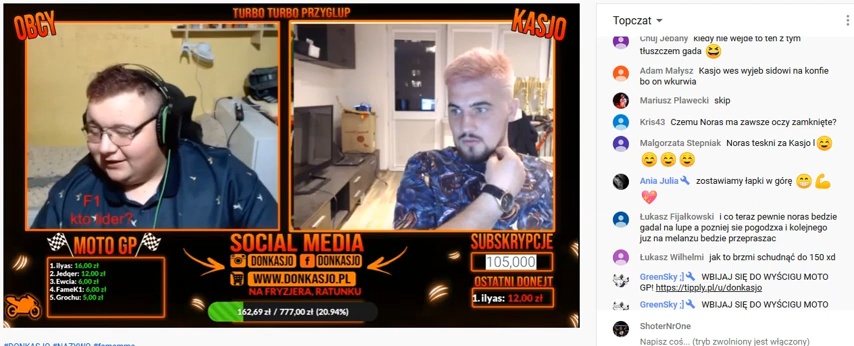 TURBO TURBO PRZYGLUP
OBCY
KASJO
F1
kto lider?
MOTO GP
1. ilyas: 16,00 zł
2. Jedqer: 12,00 zł
3. Ewcia: 6,00 zł
4. FameK1: 6,00 zł
5. Grochu: 5,00 zł
SOCIAL MEDIA
DONKASJO
DONKASJO
WWW.DONKASJO.PL
NA FRYZJERA, RATUNKU
162,69 zł / 777,00 zł (20.94%)
SUBSKRYPCJE
105,000
OSTATNI DONEJT
1. ilyas: 12,00 zł
#DONKASJO #NAZYWO #famemma
Topczat
Chuj Jebany kiedy nie wejde to ten z tym
tłuszczem gada 😆
Adam Małysz Kasjo wes wyjeb sidowi na konfie
bo on wkurwia
Mariusz Plawecki skip
Kris43 Czemu Noras ma zawsze oczy zamknięte?
Malgorzata Stepniak Noras teskni za Kasjo !😊
😊😊😊
Ania Julia zostawiamy łapki w górę 😁💪
💖
Łukasz Fijałkowski i co teraz pewnie noras bedzie
gadal na lupe a pozniej sie pogodzxa i kolejnego
juz na melanzu bedzie przepraszac
Łukasz Wilhelmi jak to brzmi schudnąć do 150 xd
GreenSky ;] WBIJAJ SIĘ DO WYŚCIGU MOTO
GP! https://tipply.pl/u/donkasjo
GreenSky ;] WBIJAJ SIĘ DO WYŚCIGU MOTO
ShoterNrOne
Napisz coś... (tryb zwolniony jest włączony)